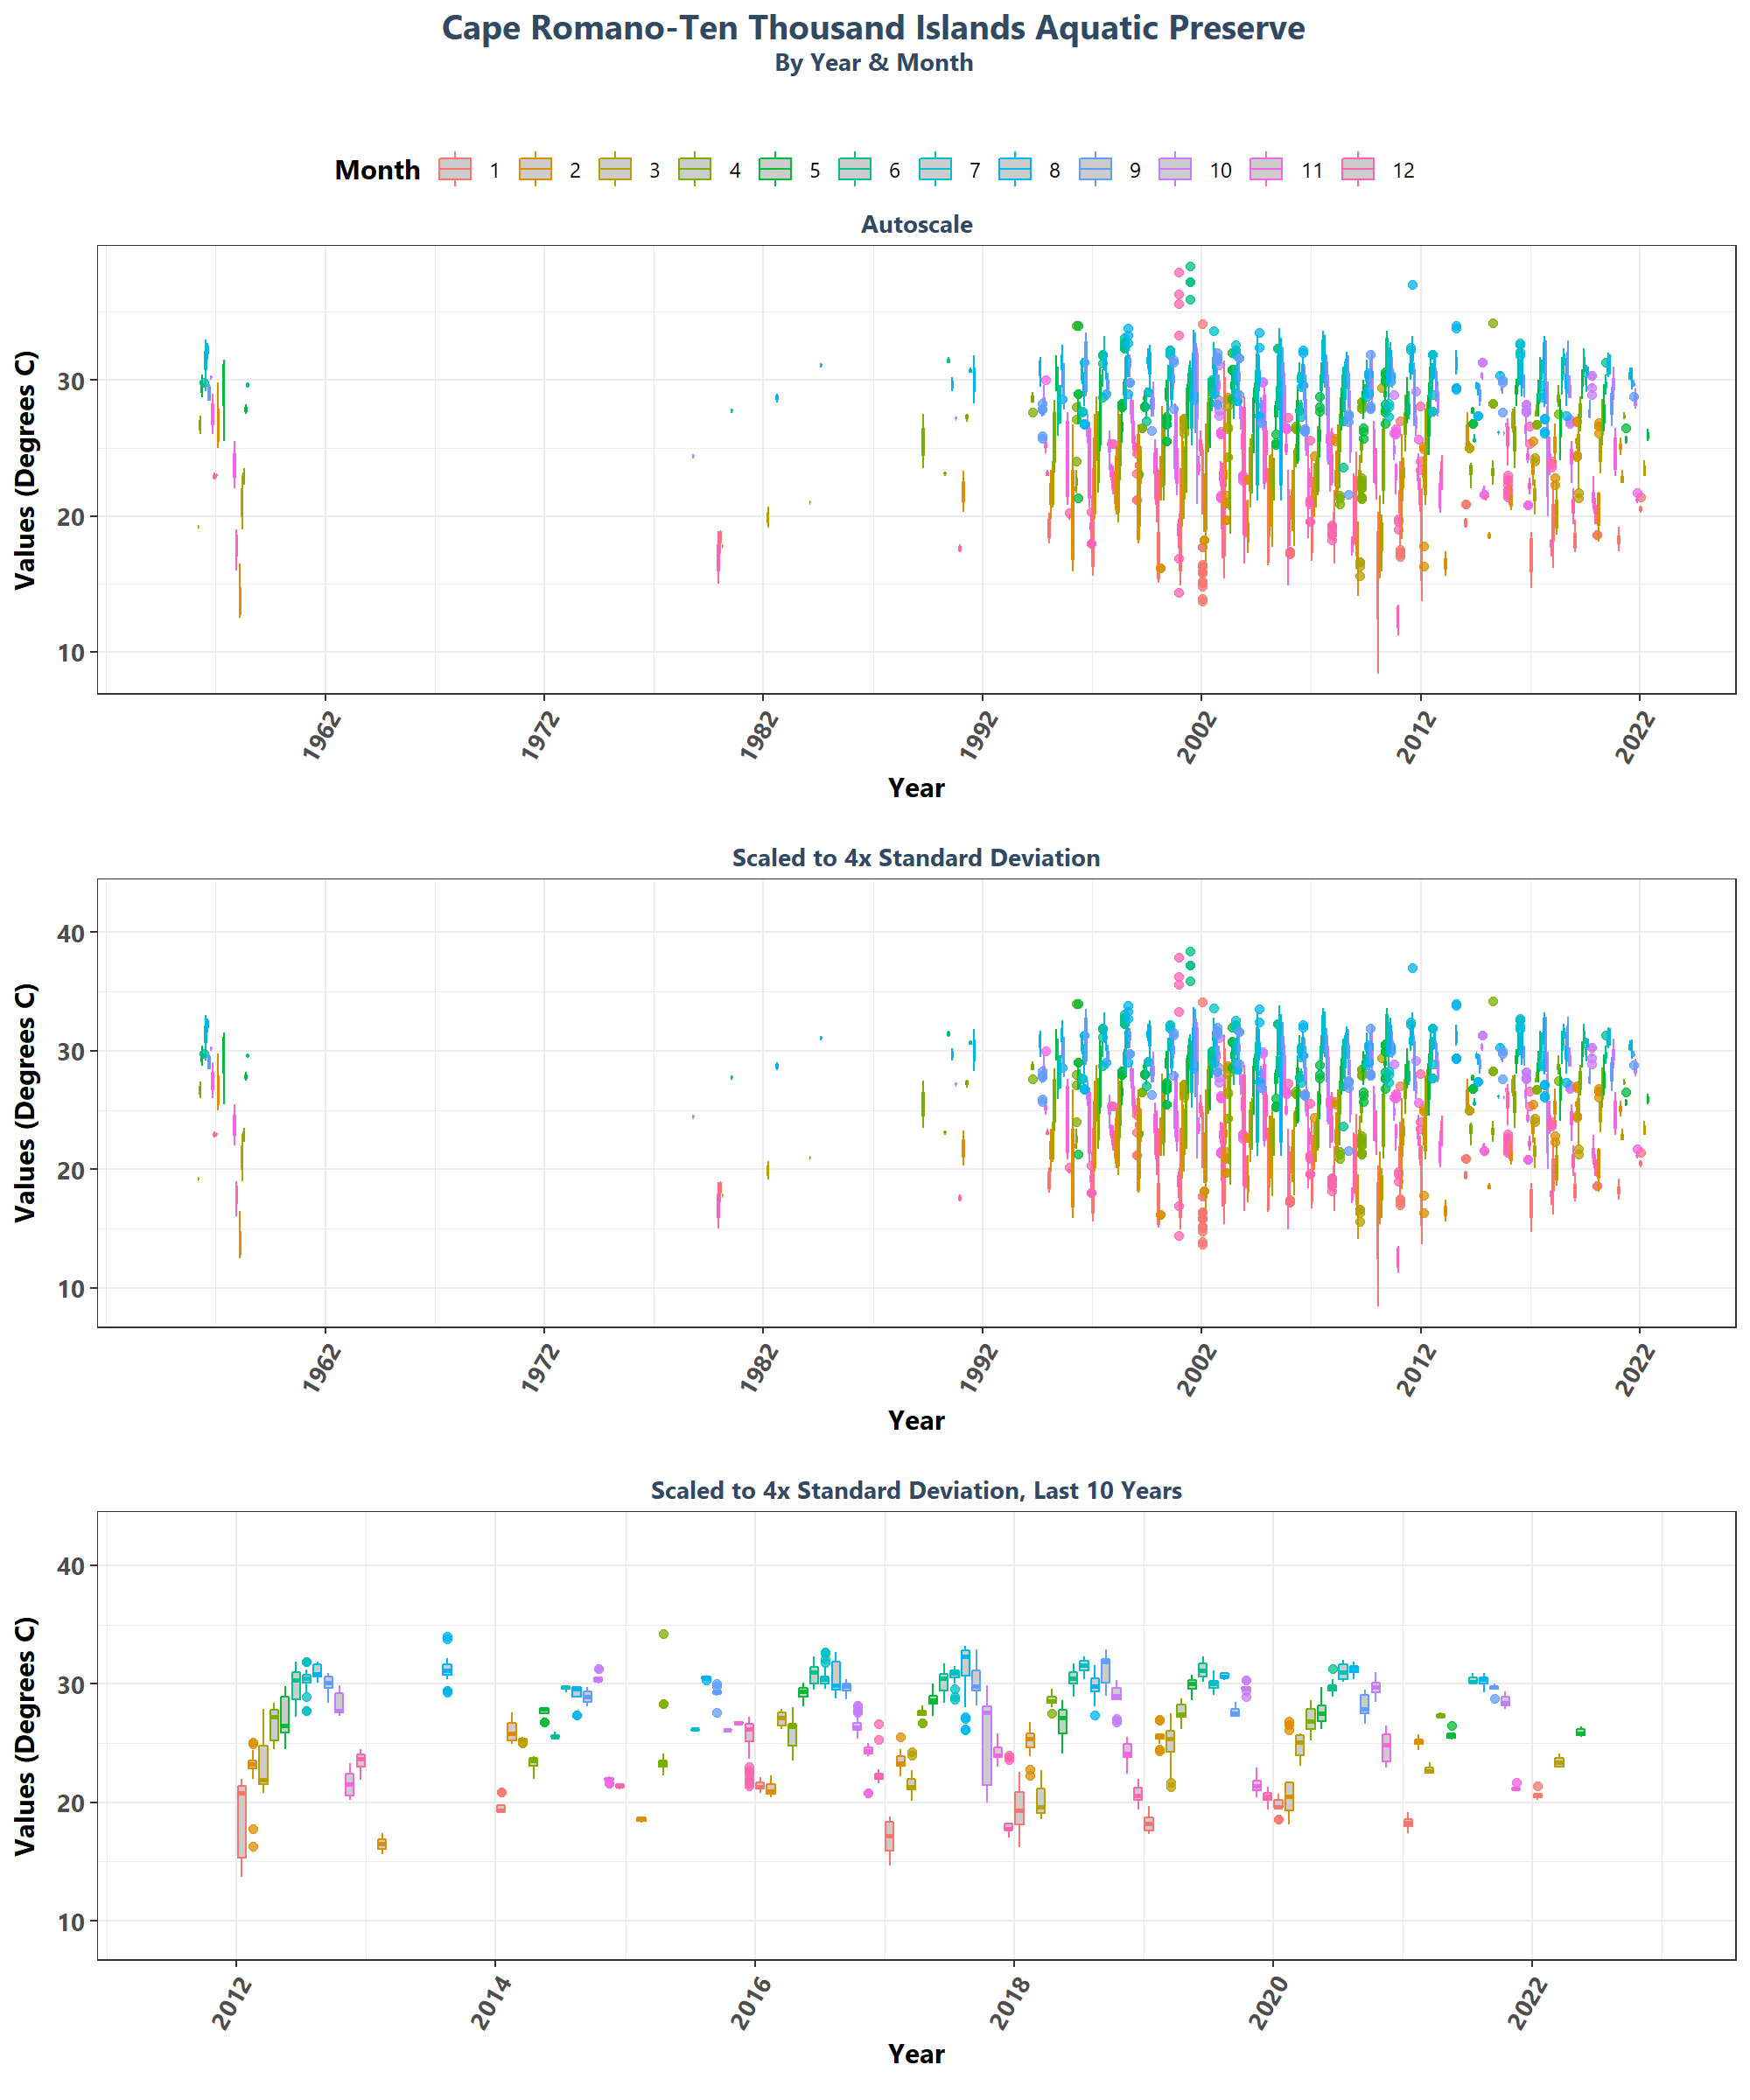 Cape Romano-Ten Thousand Islands Aquatic Preserve
By Year & Month
Month 1 2 3 4 5 6 7 8 9 10 11 12
Autoscale
Values (Degrees C)
30
20
10
1962 1972 1982 1992 2002 2012 2022
Year
Scaled to 4x Standard Deviation
Values (Degrees C)
40
30
20
10
1962 1972 1982 1992 2002 2012 2022
Year
Scaled to 4x Standard Deviation, Last 10 Years
Values (Degrees C)
40
30
20
10
2012 2014 2016 2018 2020 2022
Year